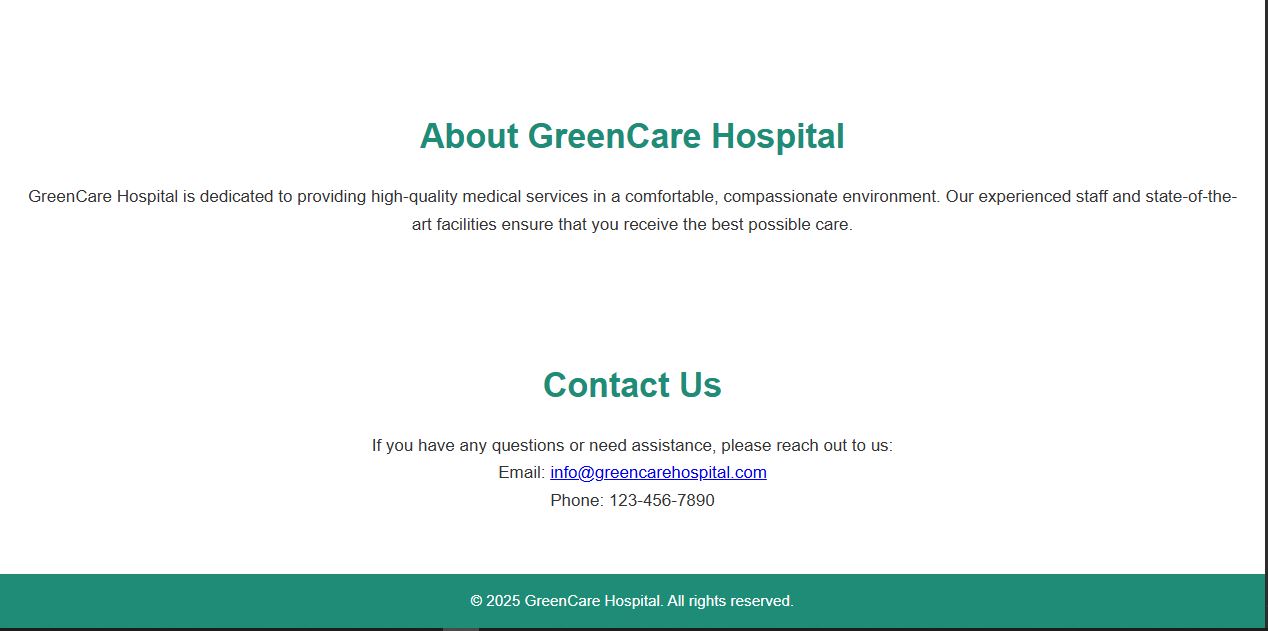 About GreenCare Hospital
GreenCare Hospital is dedicated to providing high-quality medical services in a comfortable, compassionate environment. Our experienced staff and state-of-the-
art facilities ensure that you receive the best possible care.
Contact Us
If you have any questions or need assistance, please reach out to us:
Email: info@greencarehospital.com
Phone: 123-456-7890
© 2025 GreenCare Hospital. All rights reserved.